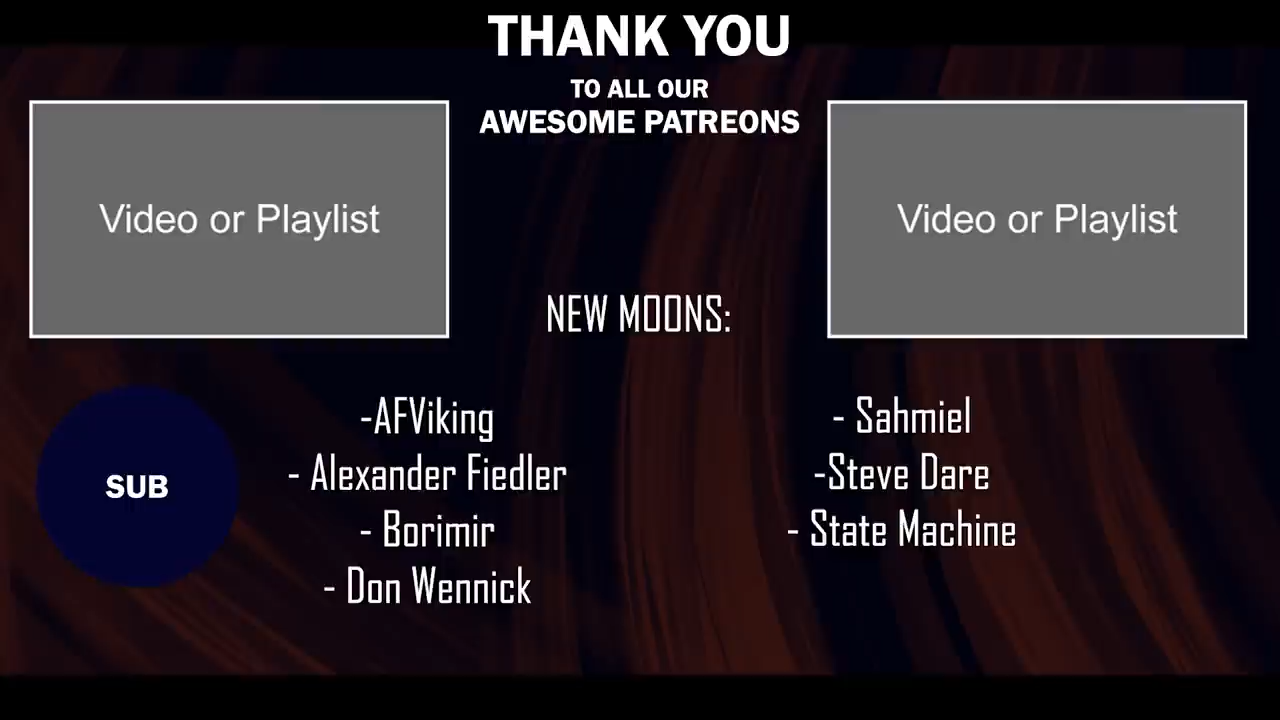 THANK YOU
TO ALL OUR
AWESOME PATREONS
Video or Playlist
Video or Playlist
NEW MOONS:
SUB
-AFViking
- Alexander Fiedler
- Borimir
- Don Wennick
- Sahmiel
-Steve Dare
- State Machine